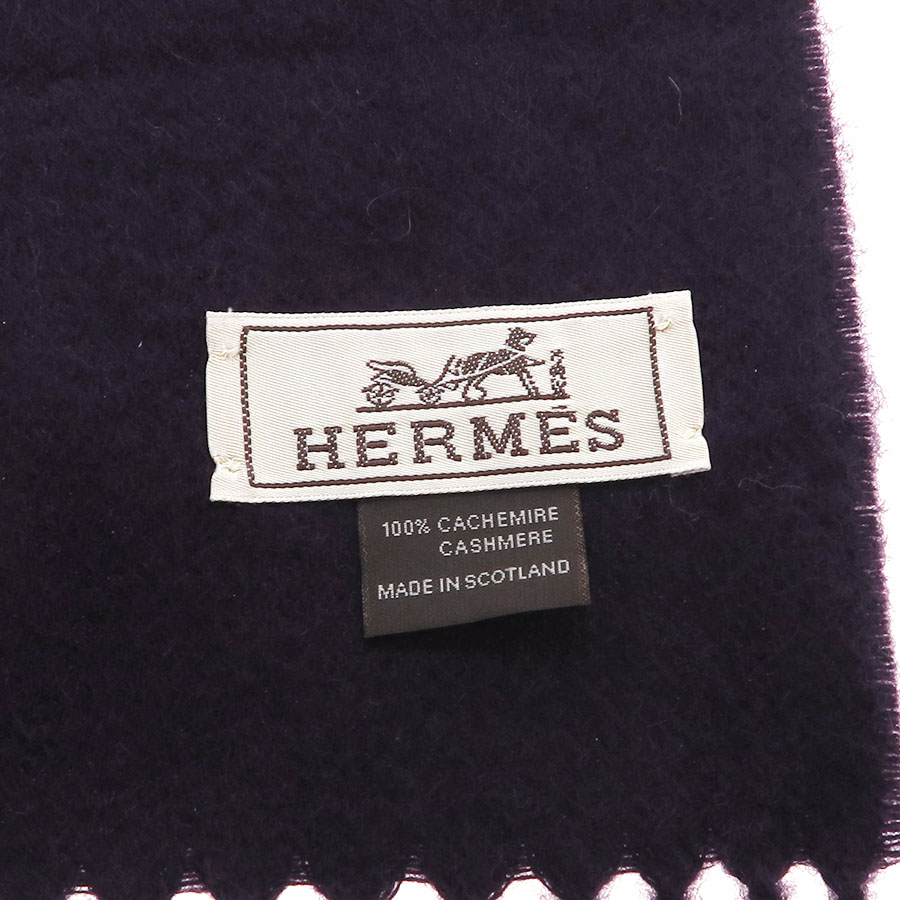 HERMÈS
100% CACHEMIRE
CASHMERE
MADE IN SCOTLAND